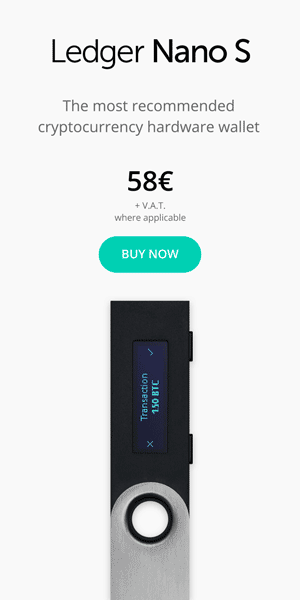 Ledger Nano S
The most recommended
cryptocurrency hardware wallet
58€
+ V.A.T.
where applicable
BUY NOW
Transaction
1.50 BTC